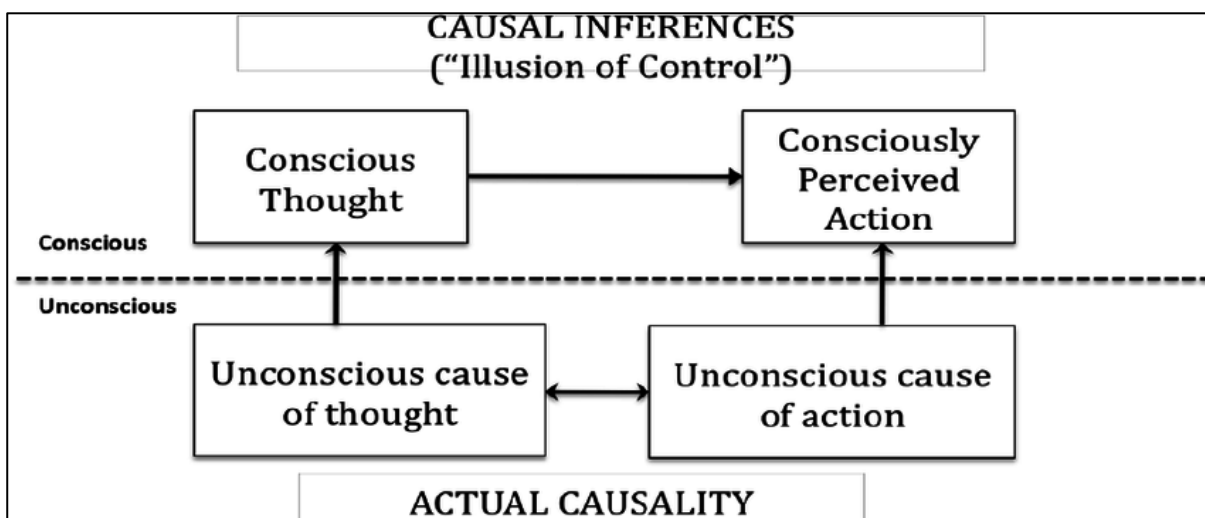 CAUSAL INFERENCES
(“Illusion of Control”)
Conscious
Thought
Consciously
Perceived
Action
Conscious
Unconscious
Unconscious cause
of thought
Unconscious cause
of action
ACTUAL CAUSALITY